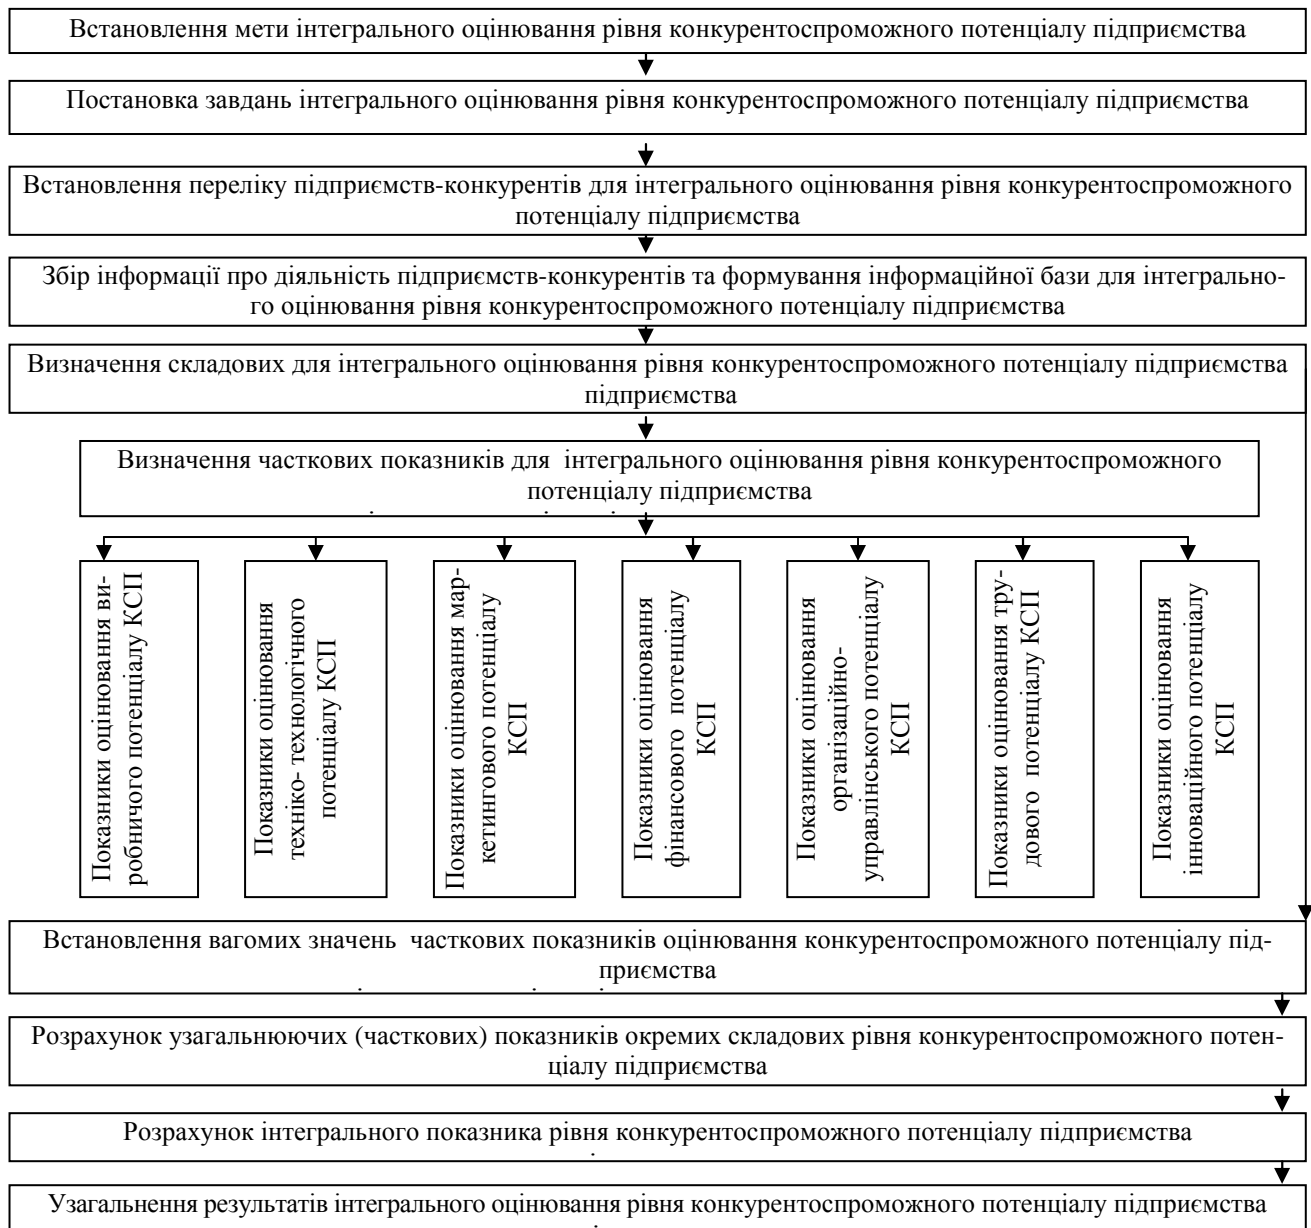 Встановлення мети інтегрального оцінювання рівня конкурентоспроможного потенціалу підприємства
Постановка завдань інтегрального оцінювання рівня конкурентоспроможного потенціалу підприємства
Встановлення переліку підприємств-конкурентів для інтегрального оцінювання рівня конкурентоспроможного
потенціалу підприємства
Збір інформації про діяльність підприємств-конкурентів та формування інформаційної бази для інтегрально-
го оцінювання рівня конкурентоспроможного потенціалу підприємства
Визначення складових для інтегрального оцінювання рівня конкурентоспроможного потенціалу підприємства
підприємства
Визначення часткових показників для інтегрального оцінювання рівня конкурентоспроможного
потенціалу підприємства
Показники оцінювання ви-
робничого потенціалу КСП
Показники оцінювання
техніко- технологічного
потенціалу КСП
Показники оцінювання мар-
кетингового потенціалу
КСП
Показники оцінювання
фінансового потенціалу
КСП
Показники оцінювання
організаційно-
управлінського потенціалу
КСП
Показники оцінювання тру-
дового потенціалу КСП
Показники оцінювання
інноваційного потенціалу
КСП
Встановлення вагомих значень часткових показників оцінювання конкурентоспроможного потенціалу під-
приємства
Розрахунок узагальнюючих (часткових) показників окремих складових рівня конкурентоспроможного потен-
ціалу підприємства
Розрахунок інтегрального показника рівня конкурентоспроможного потенціалу підприємства
Узагальнення результатів інтегрального оцінювання рівня конкурентоспроможного потенціалу підприємства